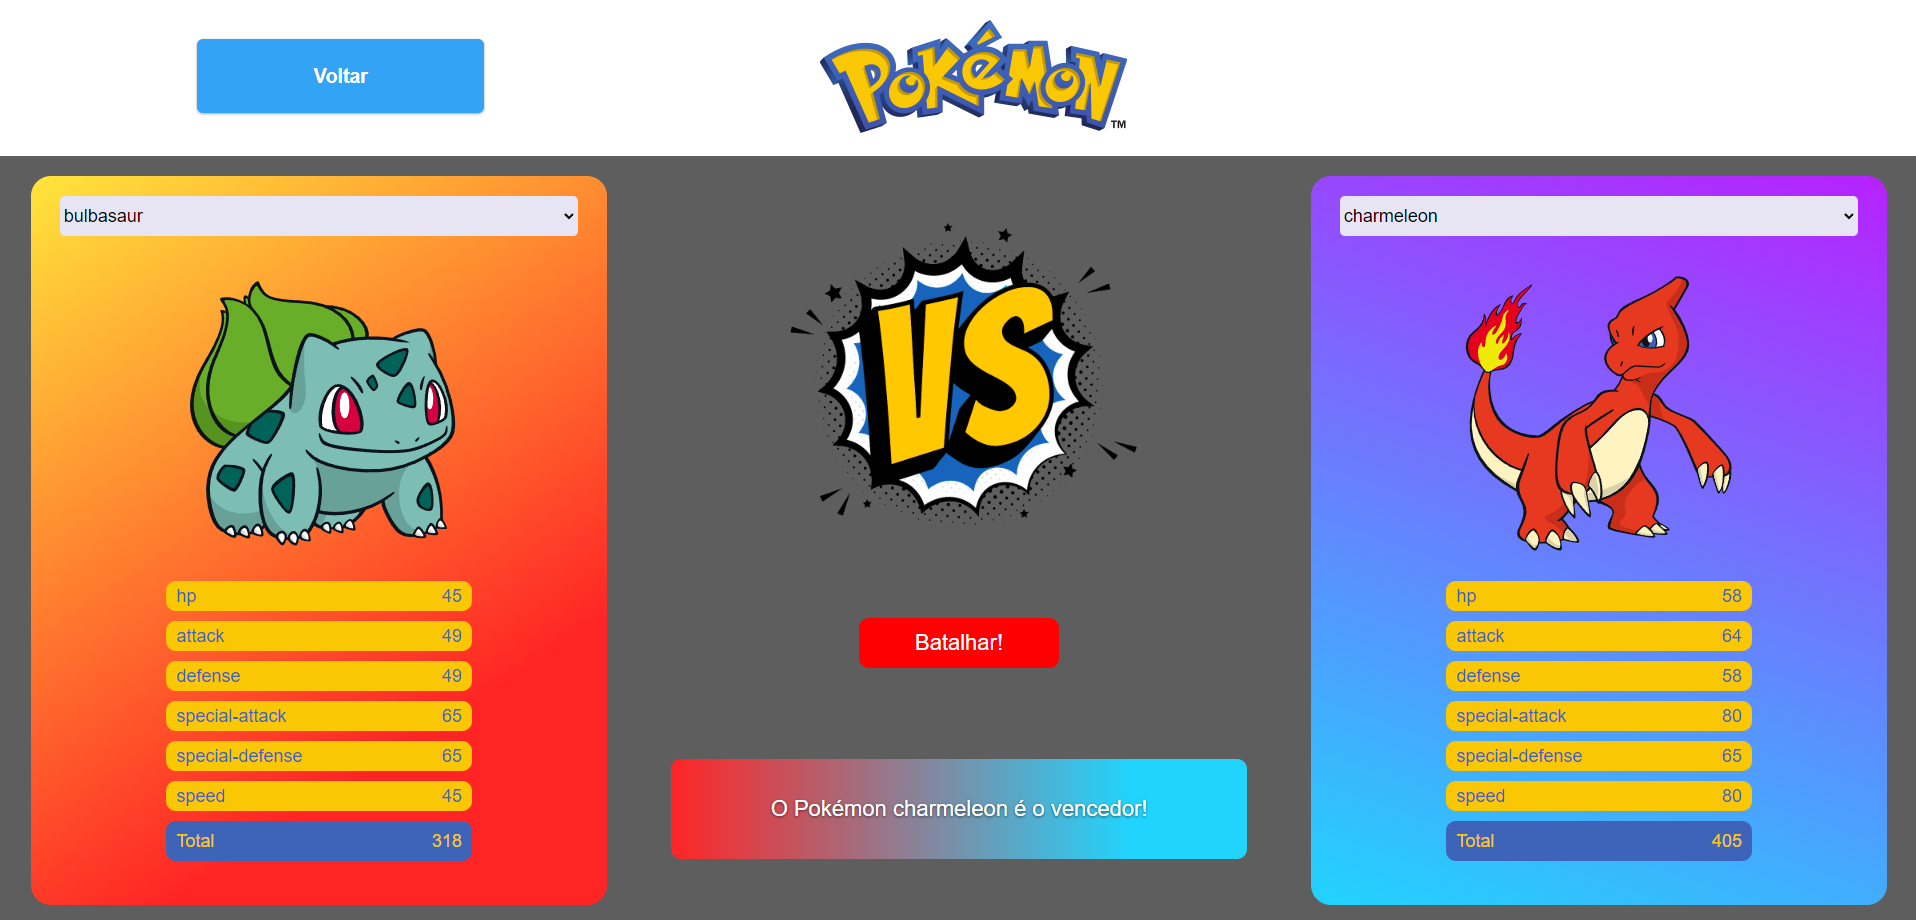 Voltar
Pokémon
TM
bulbasaur
hp 45
attack 49
defense 49
special-attack 65
special-defense 65
speed 45
Total 318
VS
Batalhar!
O Pokémon charmeleon é o vencedor!
charmeleon
hp 58
attack 64
defense 58
special-attack 80
special-defense 65
speed 80
Total 405